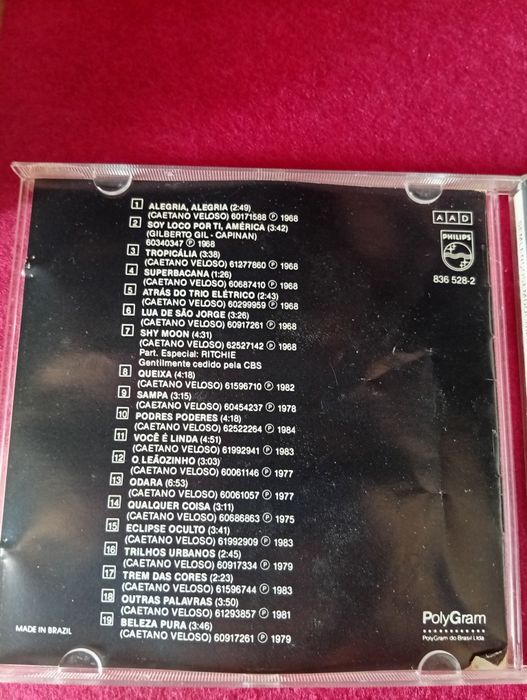 1 ALEGRIA, ALEGRIA (2:49)
(CAETANO VELOSO) 60171588 ℗ 1968
2 SOY LOCO POR TI, AMÉRICA (3:42)
(GILBERTO GIL - CAPINAN)
60340347 ℗ 1968
3 TROPICÁLIA (3:38)
(CAETANO VELOSO) 61277860 ℗ 1968
4 SUPERBACANA (1:26)
(CAETANO VELOSO) 60687410 ℗ 1968
5 ATRÁS DO TRIO ELÉTRICO (2:43)
(CAETANO VELOSO) 60299959 ℗ 1968
6 LUA DE SÃO JORGE (3:26)
(CAETANO VELOSO) 60917261 ℗ 1968
7 SHY MOON (4:31)
(CAETANO VELOSO) 62527142 ℗ 1968
Part. Especial: RITCHIE
Gentilmente cedido pela CBS
8 QUEIXA (4:18)
(CAETANO VELOSO) 61596710 ℗ 1982
9 SAMPA (3:15)
(CAETANO VELOSO) 60454237 ℗ 1978
10 PODRES PODERES (4:18)
(CAETANO VELOSO) 62522264 ℗ 1984
11 VOCÊ É LINDA (4:51)
(CAETANO VELOSO) 61992941 ℗ 1983
12 O LEÃOZINHO (3:03)
(CAETANO VELOSO) 60061146 ℗ 1977
13 ODARA (6:53)
(CAETANO VELOSO) 60061057 ℗ 1977
14 QUALQUER COISA (3:11)
(CAETANO VELOSO) 60686863 ℗ 1975
15 ECLIPSE OCULTO (3:41)
(CAETANO VELOSO) 61992909 ℗ 1983
16 TRILHOS URBANOS (2:45)
(CAETANO VELOSO) 60917334 ℗ 1979
17 TREM DAS CORES (2:23)
(CAETANO VELOSO) 61596744 ℗ 1983
18 OUTRAS PALAVRAS (3:50)
(CAETANO VELOSO) 61293857 ℗ 1981
19 BELEZA PURA (3:46)
(CAETANO VELOSO) 60917261 ℗ 1979
MADE IN BRAZIL
A A D
PHILIPS
836 528-2
PolyGram
PolyGram do Brasil Ltda